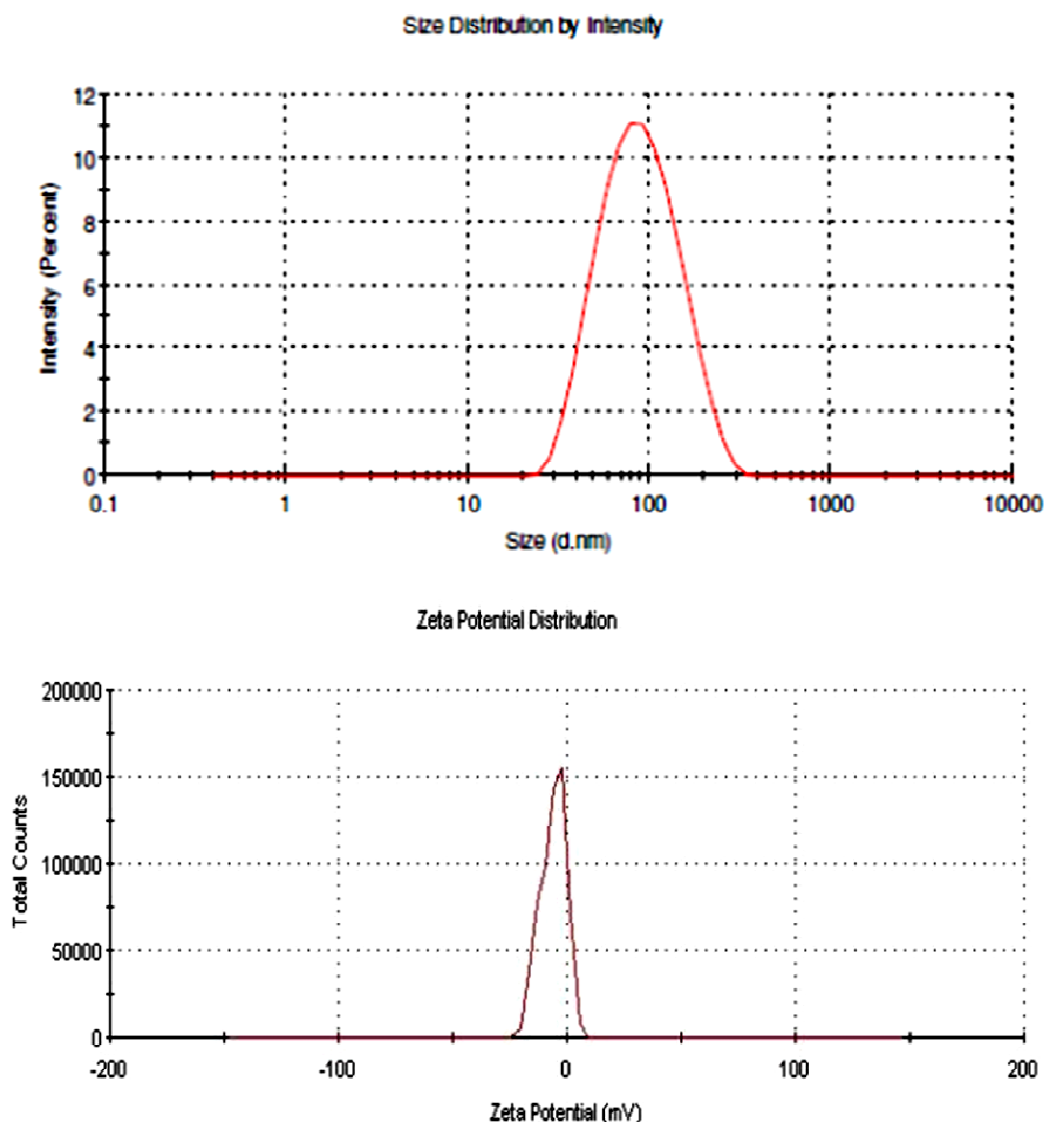 Size Distribution by Intensity
12
10
8
6
4
2
0
Intensity (Percent)
0.1 1 10 100 1000 10000
Size (d.nm)
Zeta Potential Distribution
200000
150000
100000
50000
0
Total Counts
-200 -100 0 100 200
Zeta Potential (mV)